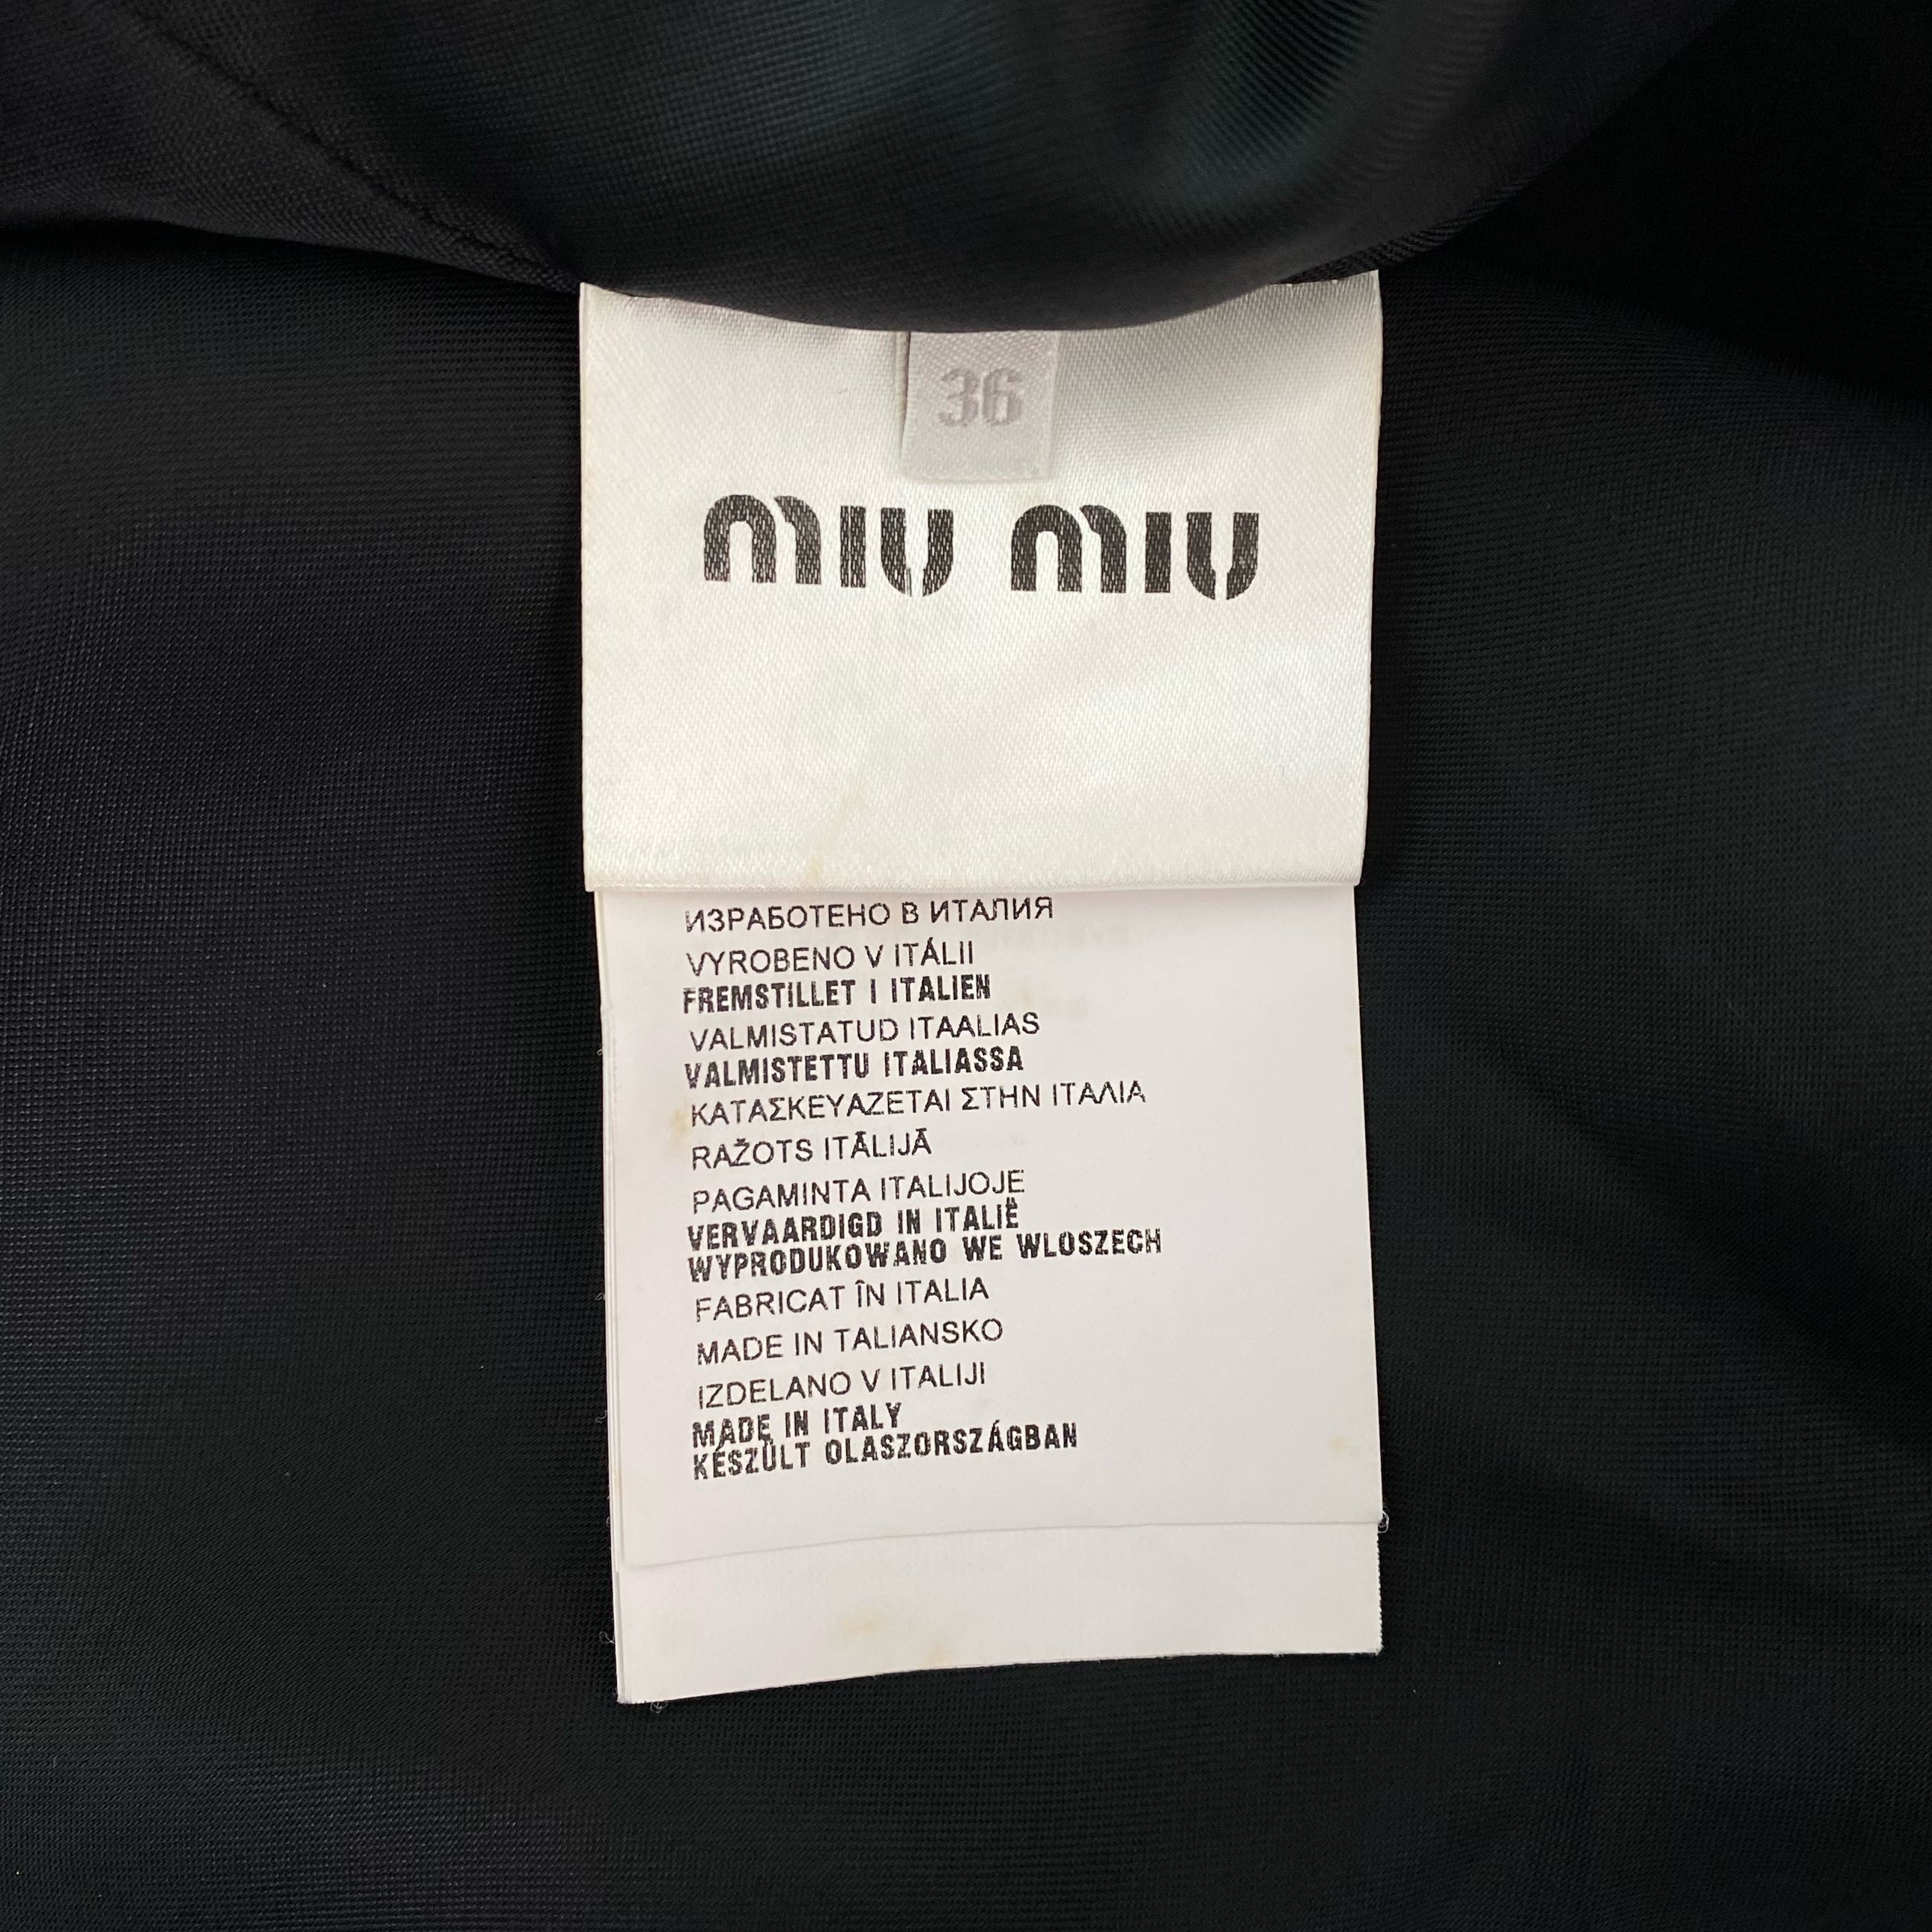 36
MIU MIU
ИЗРАБОТЕНО В ИТАЛИЯ
VYROBENO V ITÁLII
FREMSTILLET I ITALIEN
VALMISTATUD ITAALIAS
VALMISTETTU ITALIASSA
ΚΑΤΑΣΚΕΥΑΖΕΤΑΙ ΣΤΗΝ ΙΤΑΛΙΑ
RAŽOTS ITĀLIJĀ
PAGAMINTA ITALIJOJE
VERVAARDIGD IN ITALIË
WYPRODUKOWANO WE WLOSZECH
FABRICAT ÎN ITALIA
MADE IN TALIANSKO
IZDELANO V ITALIJI
MADE IN ITALY
KÉSZÜLT OLASZORSZÁGBAN